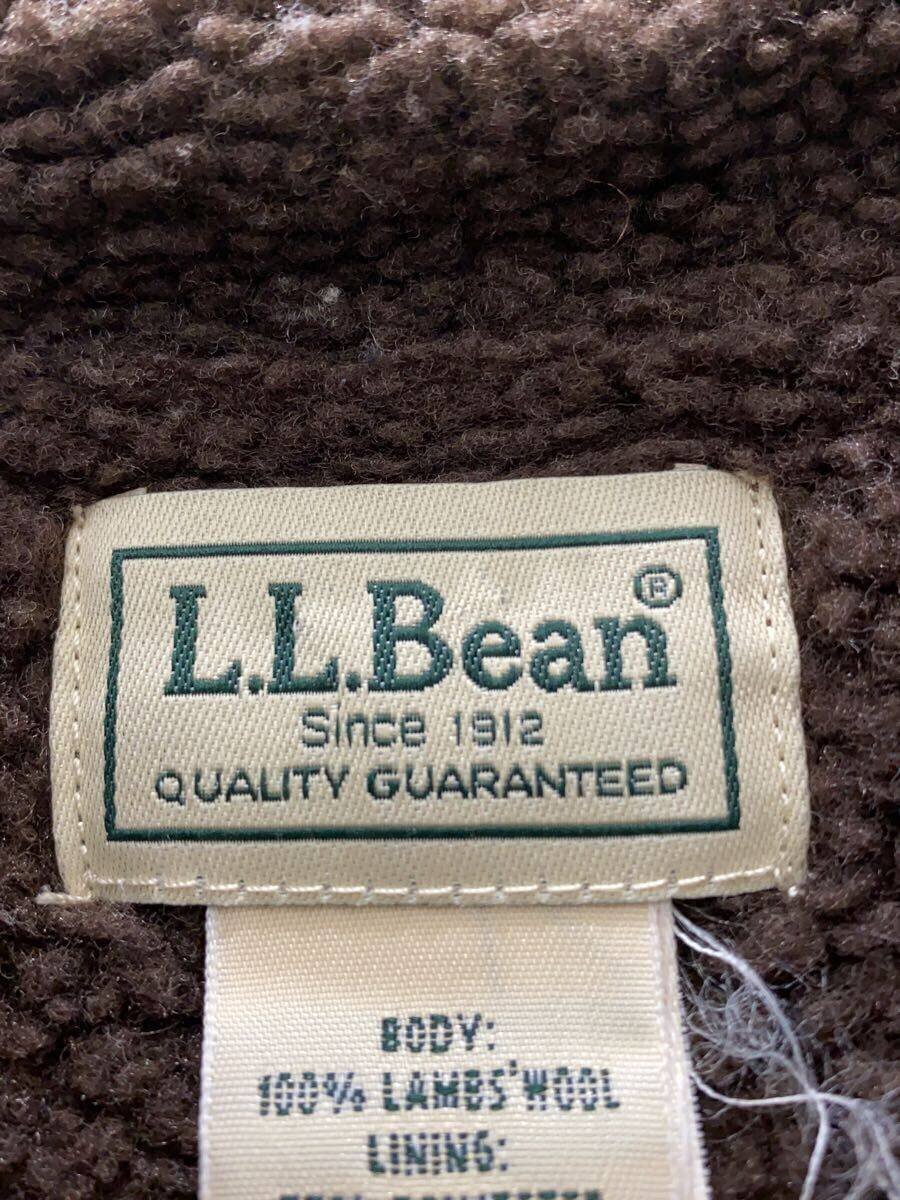 L.L.Bean®
Since 1912
QUALITY GUARANTEED
BODY:
100% LAMBS' WOOL
LINING: